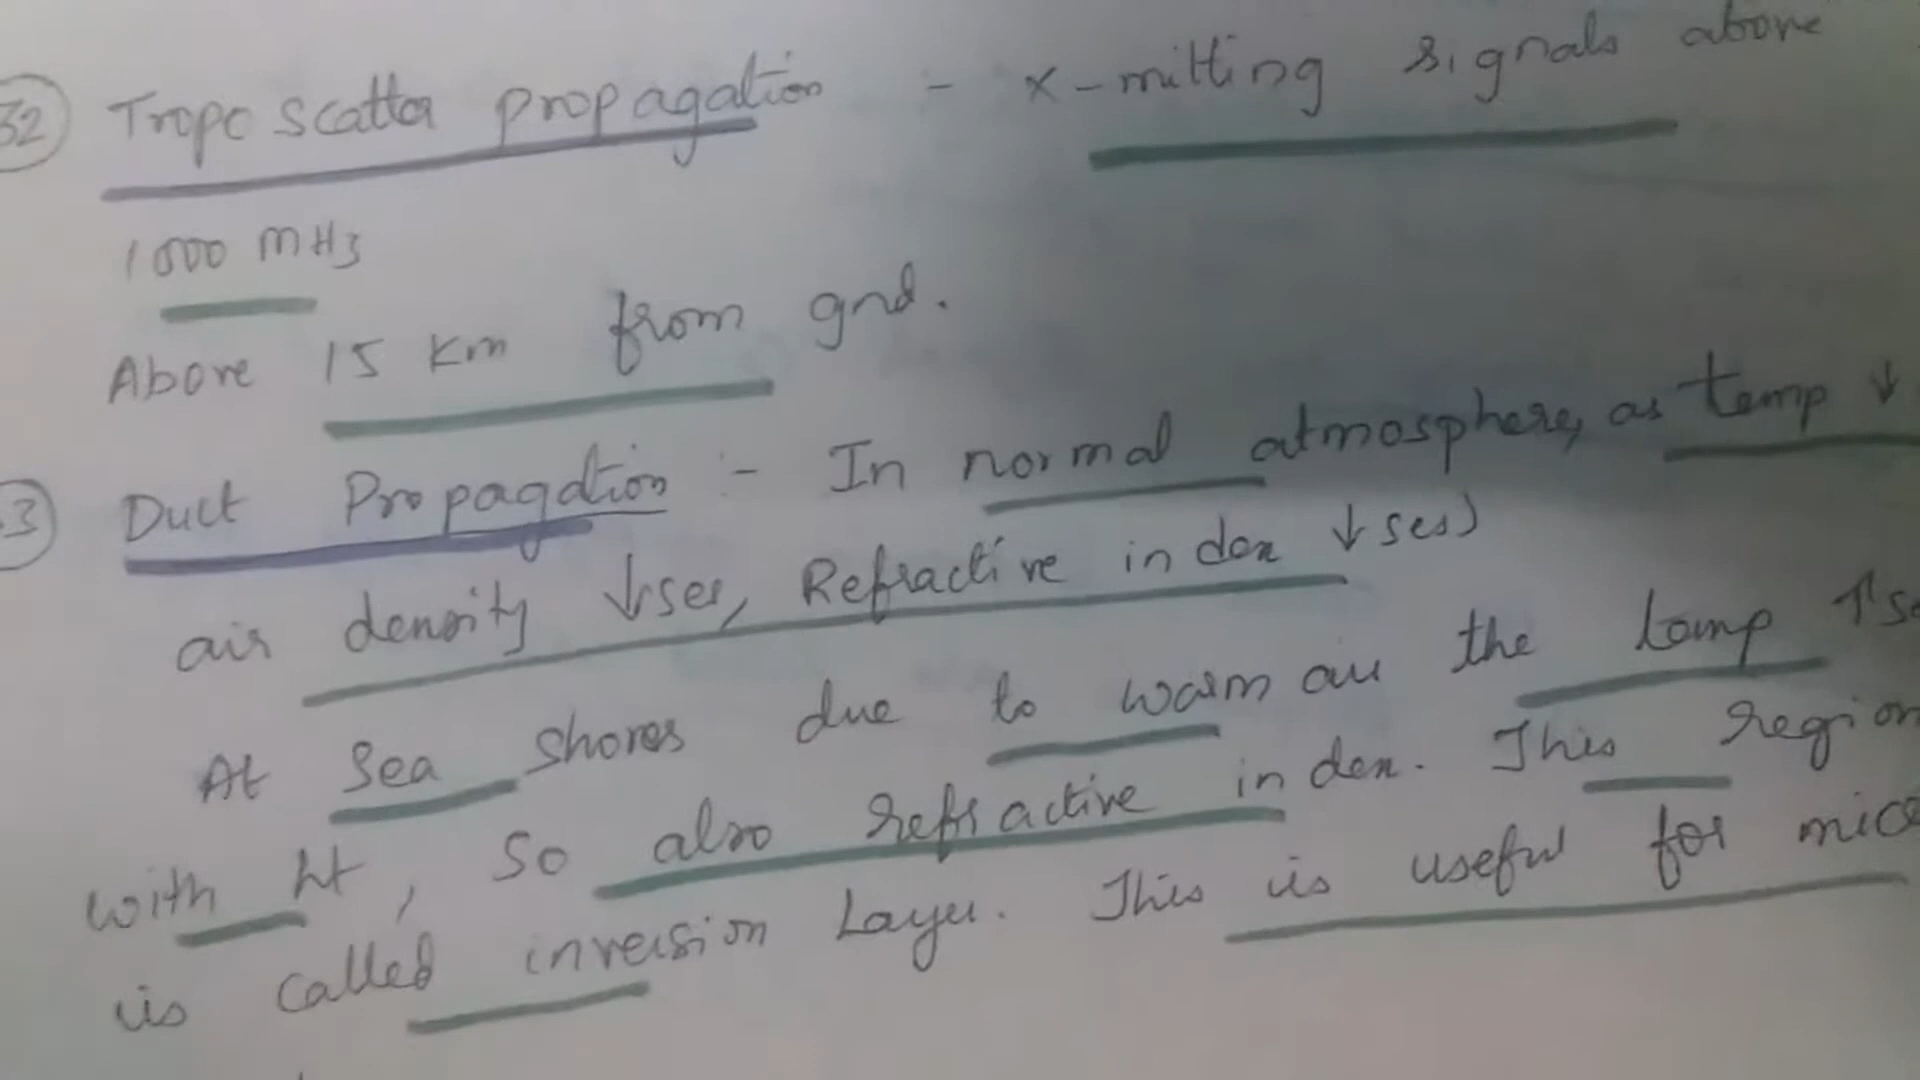 32 Tropo scatter propagation - x-mitting signals above
1000 MHz
Above 15 Km from gnd.
3 Duct Propagation :- In normal atmosphere, as temp ↓
air density ↓ses, Refractive index ↓ses)
At Sea shores due to warm air the temp ↑s
with ht, so also refractive index. This region
is called inversion Layer. This is useful for mic